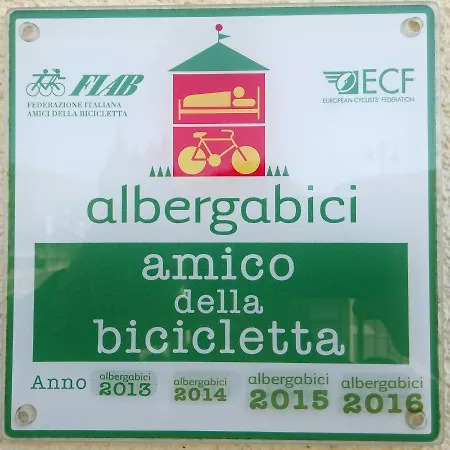 FIAB
FEDERAZIONE ITALIANA
AMICI DELLA BICICLETTA
ECF
EUROPEAN CYCLISTS' FEDERATION
albergabici
amico
della
bicicletta
Anno albergabici 2013 albergabici 2014 albergabici 2015 albergabici 2016